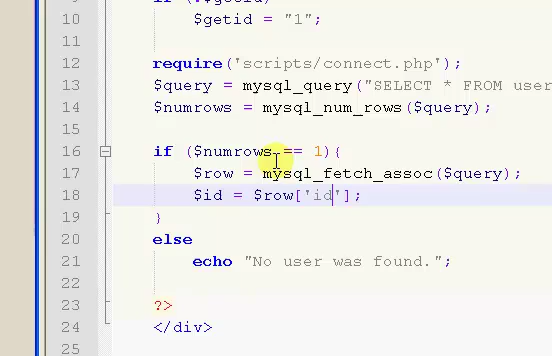 10 $getid = "1";
11
12 require('scripts/connect.php');
13 $query = mysql_query("SELECT * FROM user
14 $numrows = mysql_num_rows($query);
15
16 if ($numrows == 1){
17 $row = mysql_fetch_assoc($query);
18 $id = $row['id'];
19 }
20 else
21 echo "No user was found.";
22
23 ?>
24 </div>
25